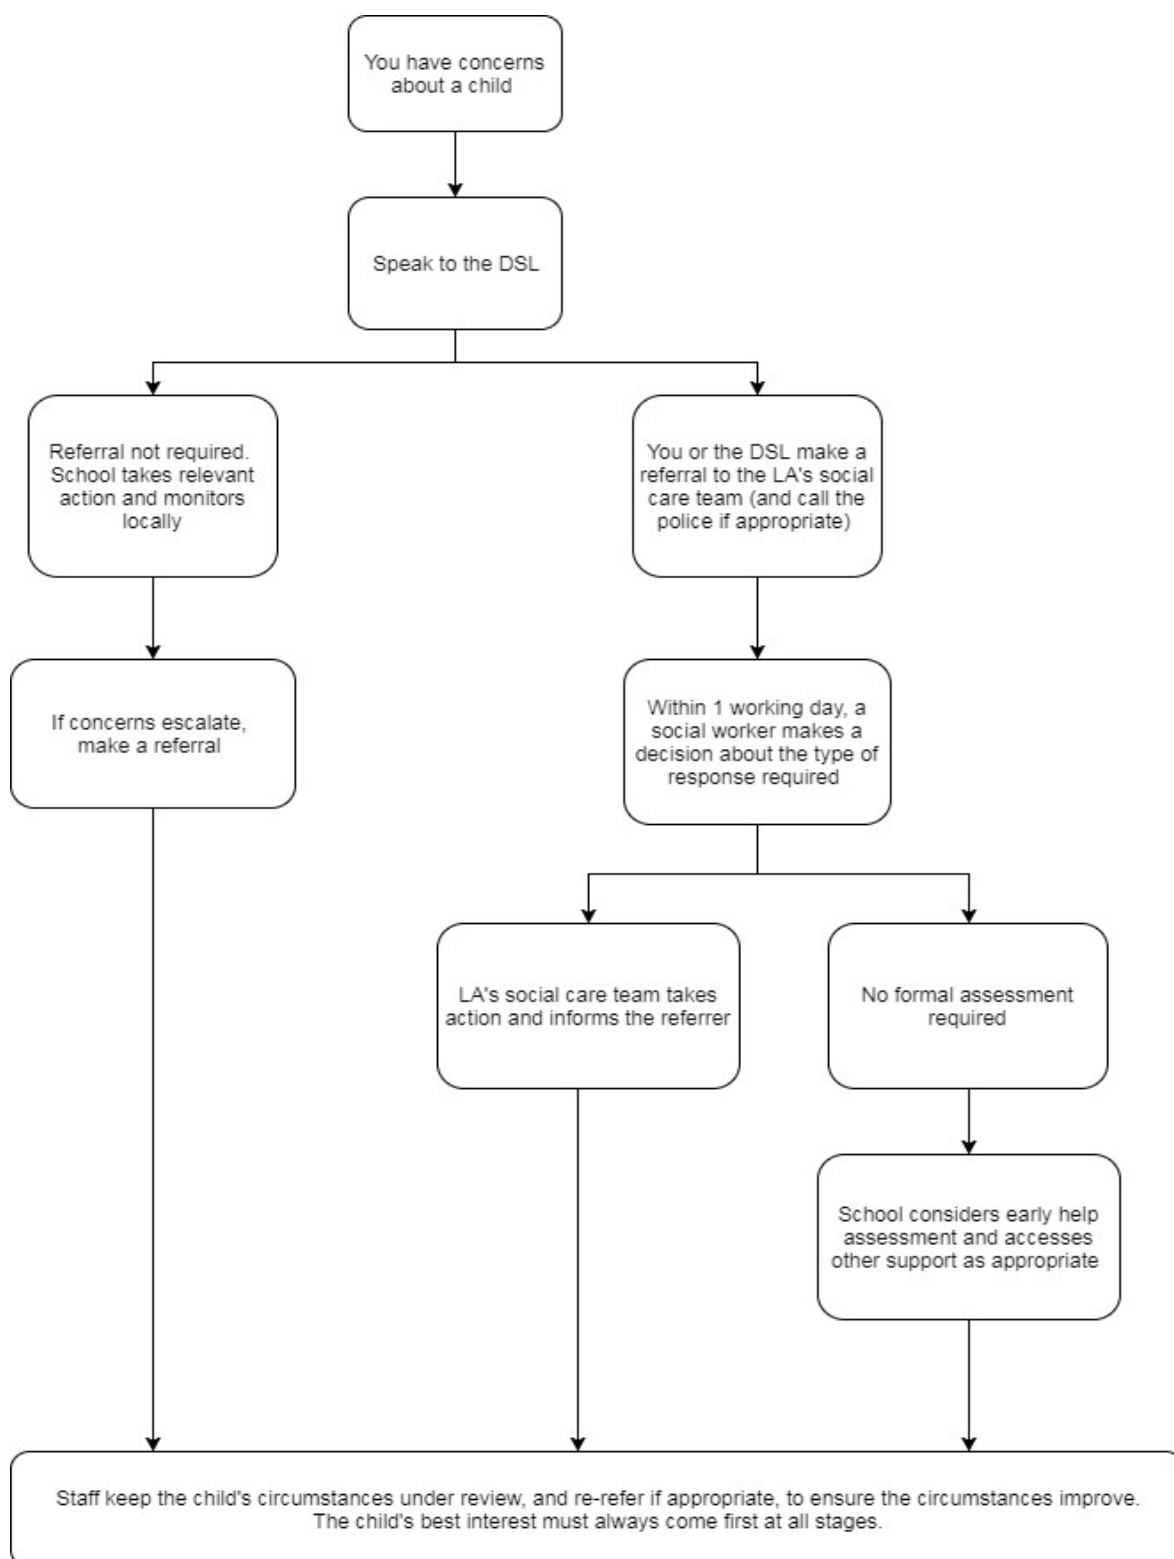 You have concerns
about a child
Speak to the DSL
Referral not required.
School takes relevant
action and monitors
locally
You or the DSL make a
referral to the LA's social
care team (and call the
police if appropriate)
If concerns escalate,
make a referral
Within 1 working day, a
social worker makes a
decision about the type of
response required
LA's social care team takes
action and informs the referrer
No formal assessment
required
School considers early help
assessment and accesses
other support as appropriate
Staff keep the child's circumstances under review, and re-refer if appropriate, to ensure the circumstances improve.
The child's best interest must always come first at all stages.